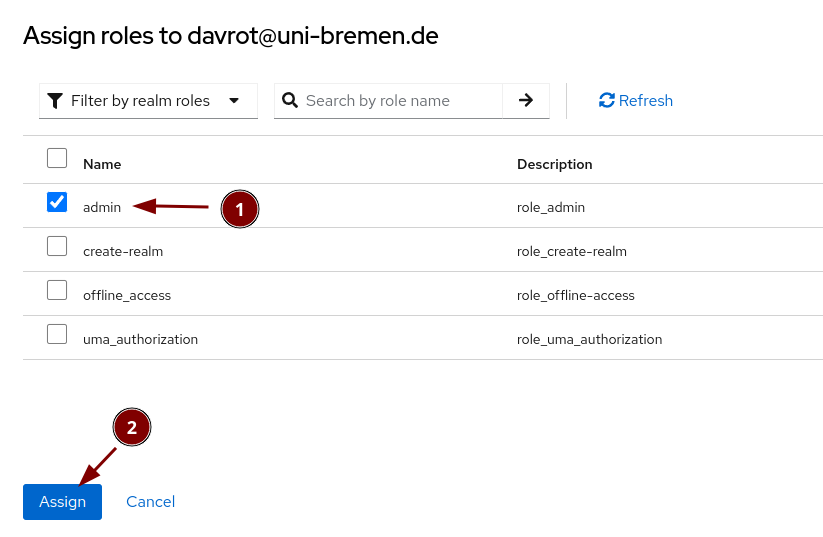 Assign roles to davrot@uni-bremen.de
Filter by realm roles Search by role name Refresh
Name Description
admin 1 role_admin
create-realm role_create-realm
offline_access role_offline-access
uma_authorization role_uma_authorization
2
Assign Cancel